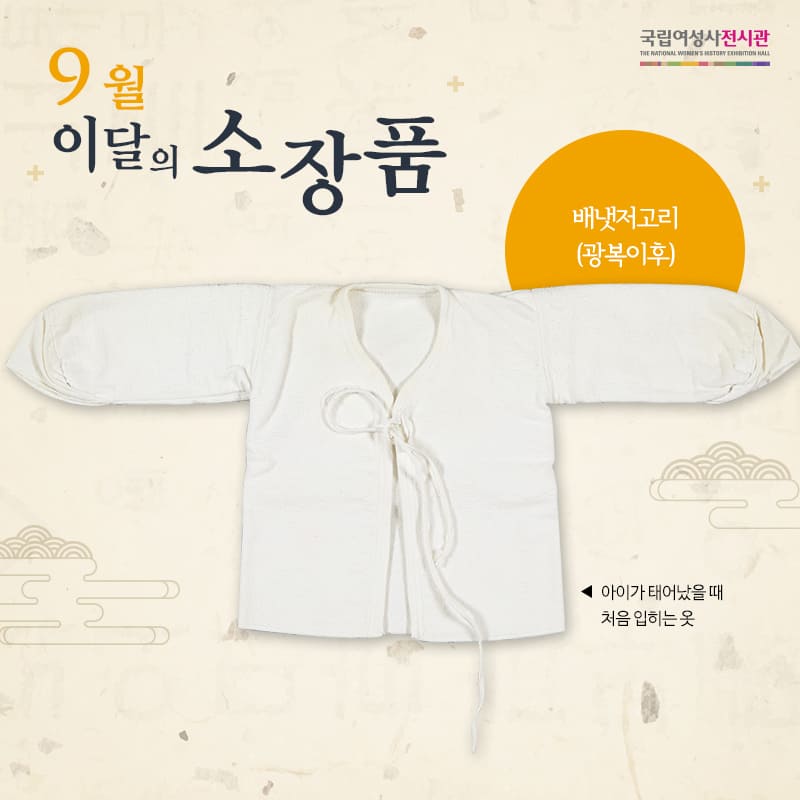 국립여성사전시관
THE NATIONAL WOMEN'S HISTORY EXHIBITION HALL
9월
이달의 소장품
배냇저고리
(광복이후)
◀ 아이가 태어났을 때
처음 입히는 옷